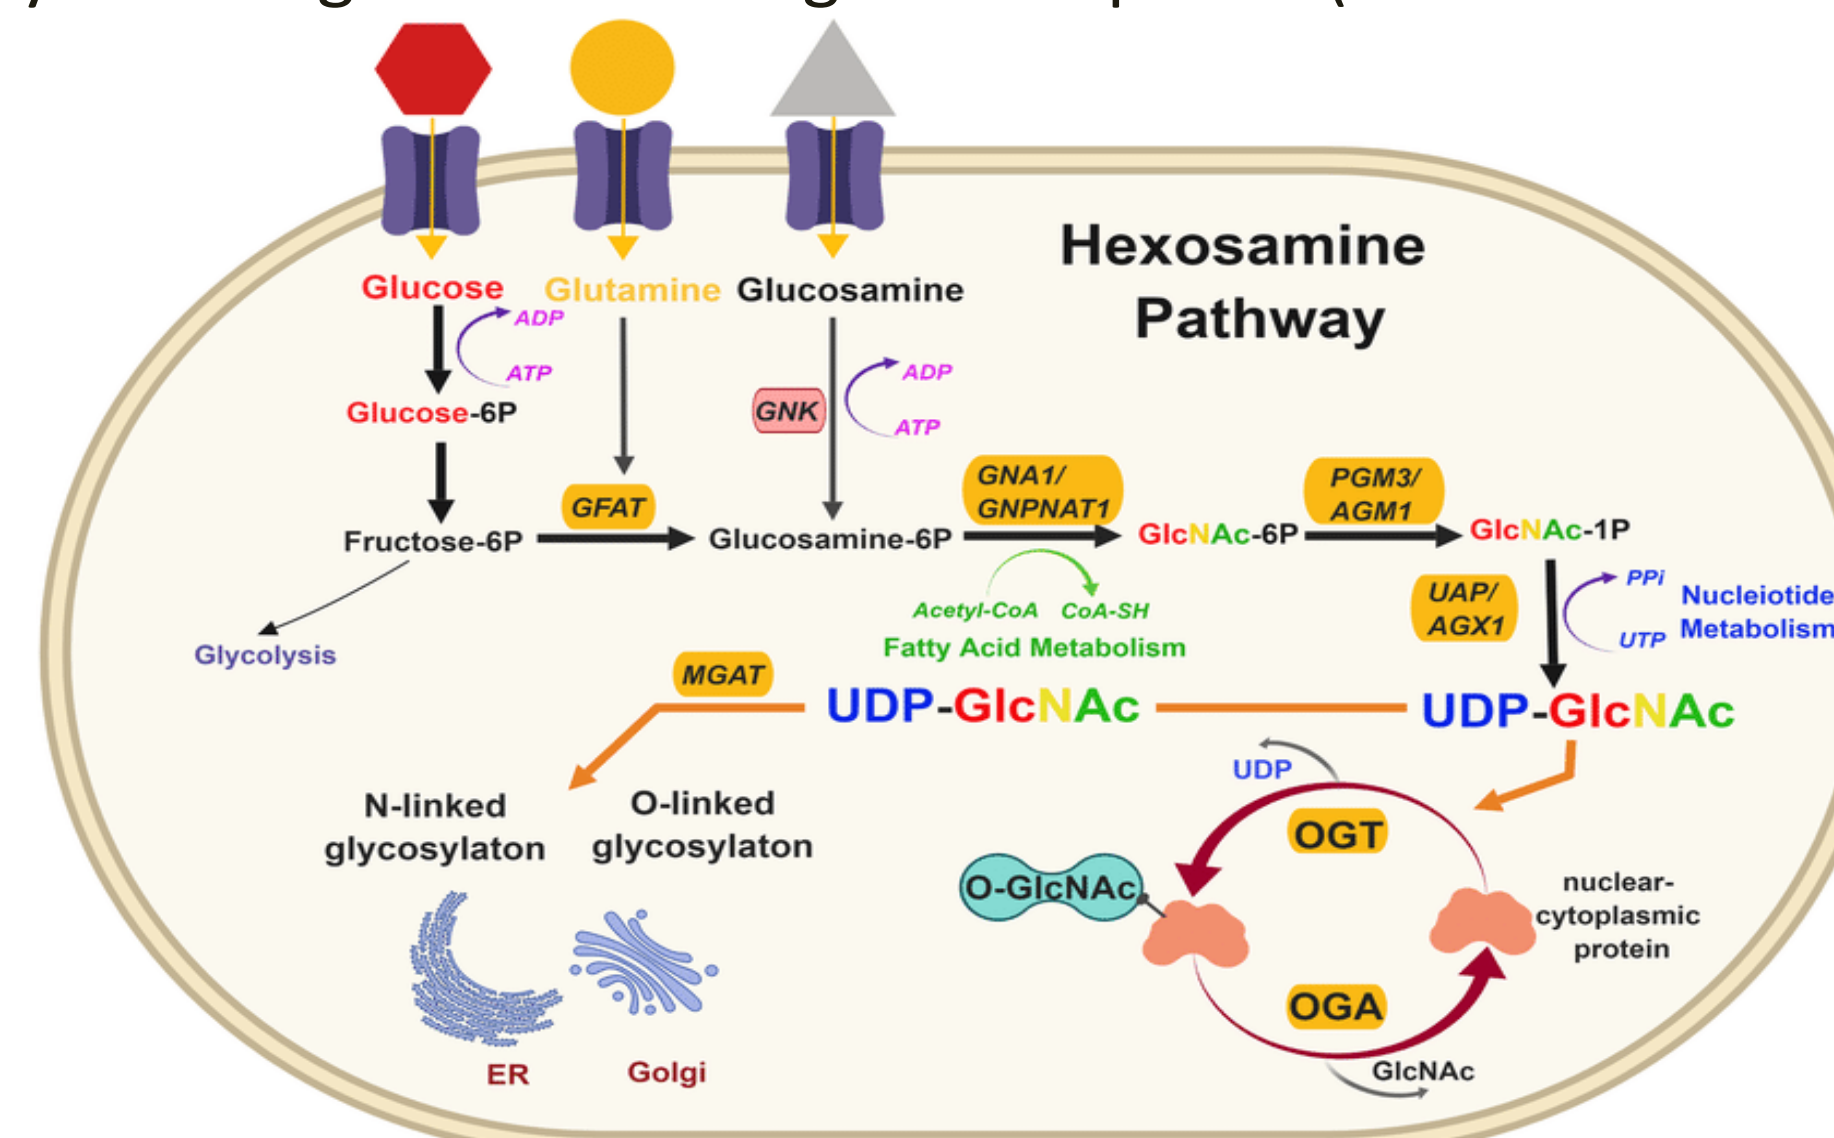 Hexosamine
Pathway
Glucose
Glutamine
Glucosamine
ADP
ATP
ADP
GNK
ATP
Glucose-6P
GNA1/
GNPNAT1
PGM3/
AGM1
GFAT
Fructose-6P
Glucosamine-6P
GlcNAc-6P
GlcNAc-1P
Acetyl-CoA
CoA-SH
Fatty Acid Metabolism
UAP/
AGX1
PPi
UTP
Nucleiotide
Metabolism
Glycolysis
MGAT
UDP-GlcNAc
UDP-GlcNAc
UDP
OGT
N-linked
glycosylaton
O-linked
glycosylaton
O-GlcNAc
nuclear-
cytoplasmic
protein
OGA
GlcNAc
ER
Golgi